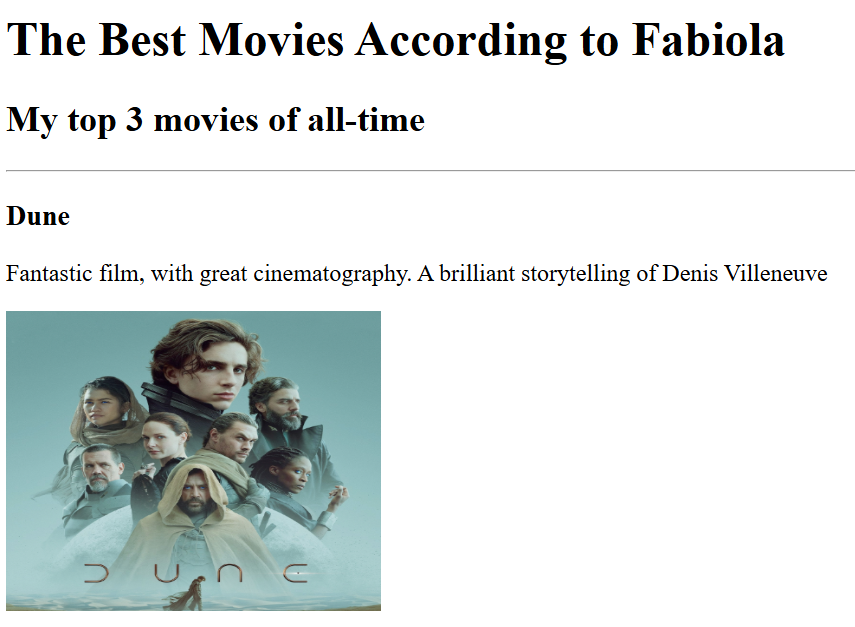 The Best Movies According to Fabiola
My top 3 movies of all-time
Dune
Fantastic film, with great cinematography. A brilliant storytelling of Denis Villeneuve
DUNE